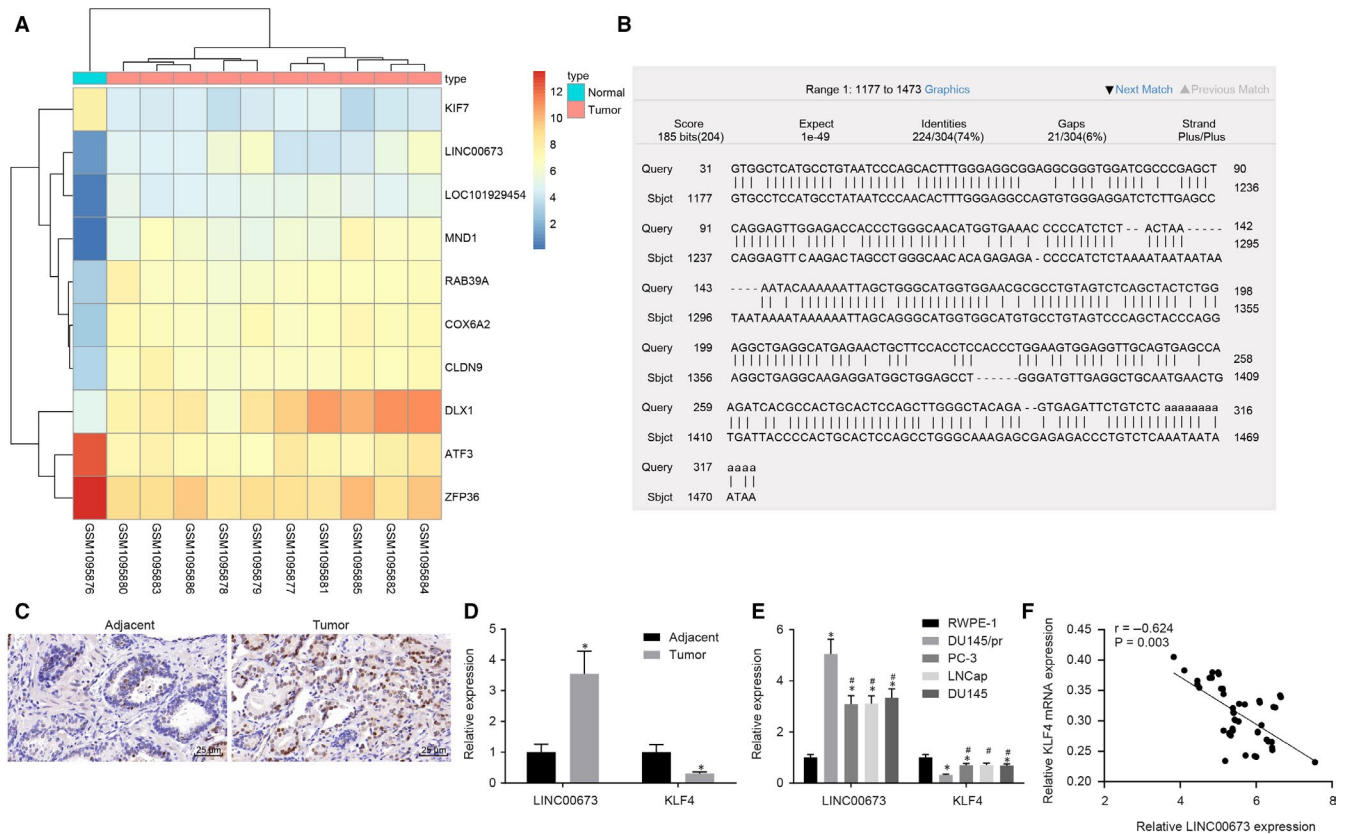 A
type
KIF7
LINC00673
LOC101929454
MND1
RAB39A
COX6A2
CLDN9
DLX1
ATF3
ZFP36
12
10
8
6
4
2
type
Normal
Tumor
GSM1095876
GSM1095880
GSM1095883
GSM1095886
GSM1095878
GSM1095879
GSM1095877
GSM1095881
GSM1095885
GSM1095882
GSM1095884
B
Range 1: 1177 to 1473 Graphics ▼Next Match ▲Previous Match
Score Expect Identities Gaps Strand
185 bits(204) 1e-49 224/304(74%) 21/304(6%) Plus/Plus
Query 31 GTGGCTCATGCCTGTAATCCCAGCACTTTGGGAGGCGGAGGCGGGTGGATCGCCCGAGCT 90
Sbjct 1177 GTGCCTCCATGCCTATAATCCCAACACTTTGGGAGGCCAGTGTGGGAGGATCTCTTGAGCC 1236
Query 91 CAGGAGTTGGAGACCACCCTGGGCAACATGGTGAAAC CCCCATCTCT - - ACTAA - - - - - 142
Sbjct 1237 CAGGAGTT CAAGACTAGCCTGGGCAACACAGAGAGA - CCCCATCTCTAAAATAATAATAA 1295
Query 143 - - - - AATACAAAAAATTAGCTGGGCATGGTGGAACGCGCCTGTAGTCTCAGCTACTCTGG 198
Sbjct 1296 TAATAAAATAAAAAATTAGCAGGGCATGGTGGCATGTGCCTGTAGTCCCAGCTACCCAGG 1355
Query 199 AGGCTGAGGCATGAGAACTGCTTCCACCTCCACCCTGGAAGTGGAGGTTGCAGTGAGCCA 258
Sbjct 1356 AGGCTGAGGCAAGAGGATGGCTGGAGCCT - - - - - - GGGATGTTGAGGCTGCAATGAACTG 1409
Query 259 AGATCACGCCACTGCACTCCAGCTTGGGCTACAGA - -GTGAGATTCTGTCTC aaaaaaaa 316
Sbjct 1410 TGATTACCCCACTGCACTCCAGCCTGGGCAAAGAGCGAGAGACCCTGTCTCAAATAATA 1469
Query 317 aaaa
Sbjct 1470 ATAA
C
Adjacent
Tumor
25 μm
25 μm
D
Relative expression
5
4
3
2
1
0
Adjacent
Tumor
*
*
LINC00673
KLF4
E
Relative expression
6
4
2
0
RWPE-1
DU145/pr
PC-3
LNCap
DU145
*
#
*
#
*
#
*
*
#
*
#
#
*
LINC00673
KLF4
F
Relative KLF4 mRNA expression
r = –0.624
P = 0.003
0.45
0.40
0.35
0.30
0.25
0.20
2
4
6
8
Relative LINC00673 expression